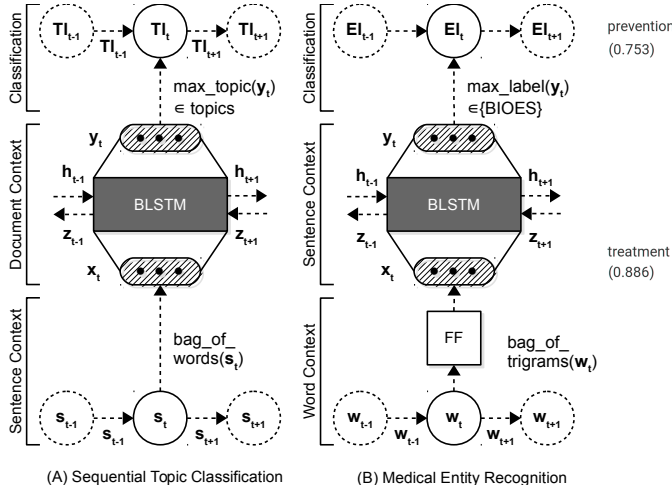 Classification
TI t-1
TI t
TI t+1
TI t-1
TI t+1
max_topic(y t)
∈ topics
Document Context
y t
h t-1
h t+1
BLSTM
z t-1
z t+1
x t
Sentence Context
bag_of_
words(s t)
s t-1
s t
s t+1
s t-1
s t+1
(A) Sequential Topic Classification
Classification
EI t-1
EI t
EI t+1
max_label(y t)
∈{BIOES}
Sentence Context
y t
h t-1
h t+1
BLSTM
z t-1
z t+1
x t
Word Context
FF
bag_of_
trigrams(w t)
w t-1
w t
w t+1
w t-1
w t+1
(B) Medical Entity Recognition
prevention
(0.753)
treatment
(0.886)